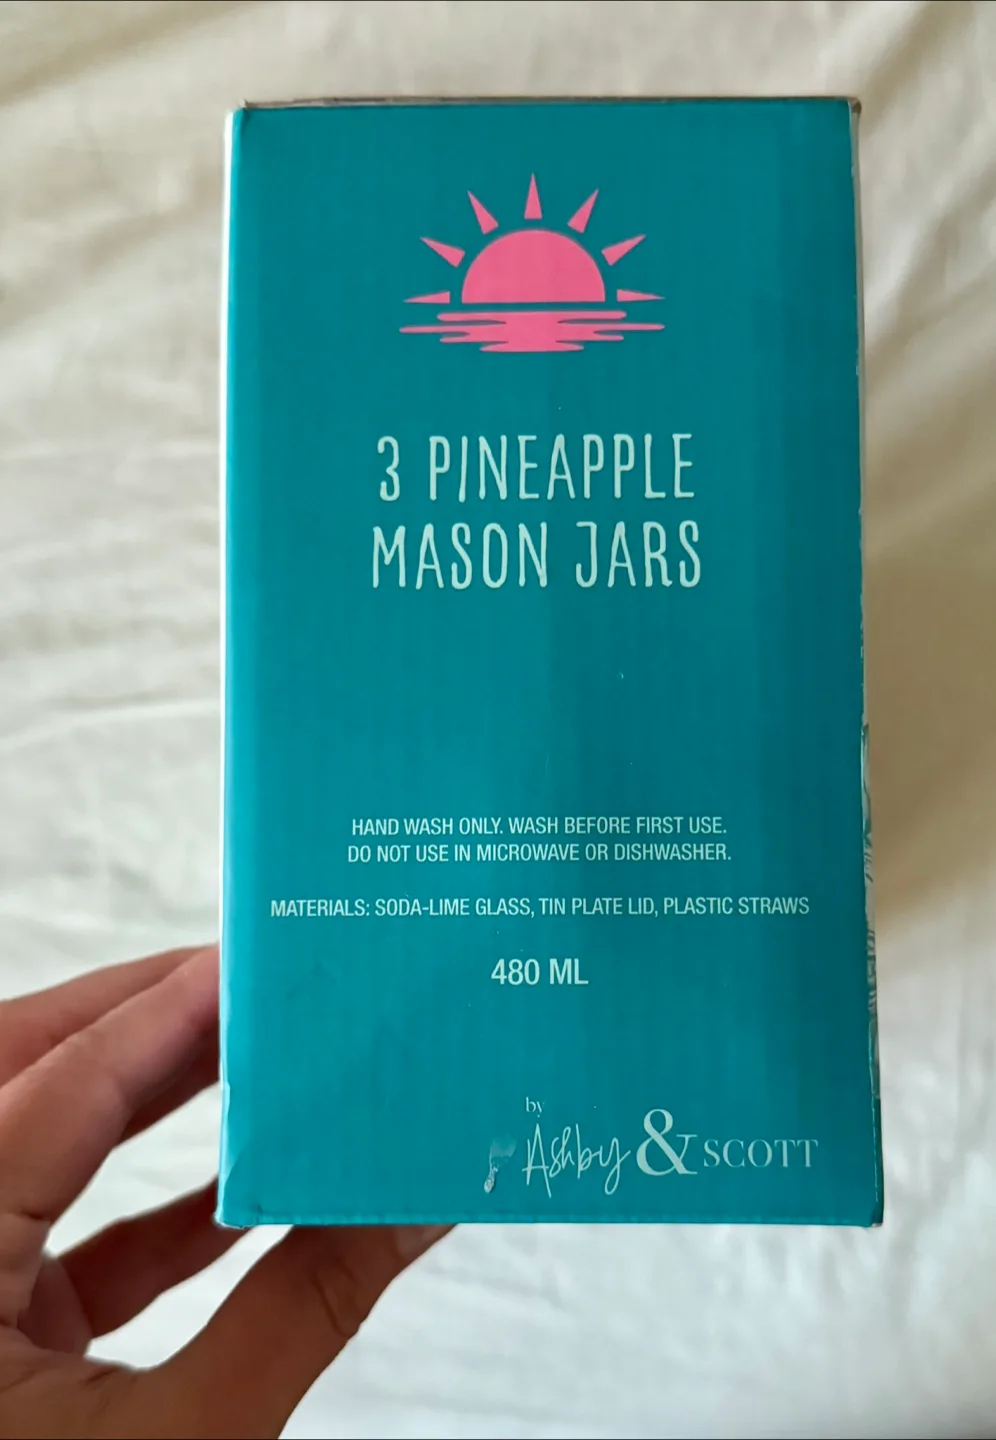 3 PINEAPPLE
MASON JARS
HAND WASH ONLY. WASH BEFORE FIRST USE.
DO NOT USE IN MICROWAVE OR DISHWASHER.
MATERIALS: SODA-LIME GLASS, TIN PLATE LID, PLASTIC STRAWS
480 ML
by
Ashby & SCOTT